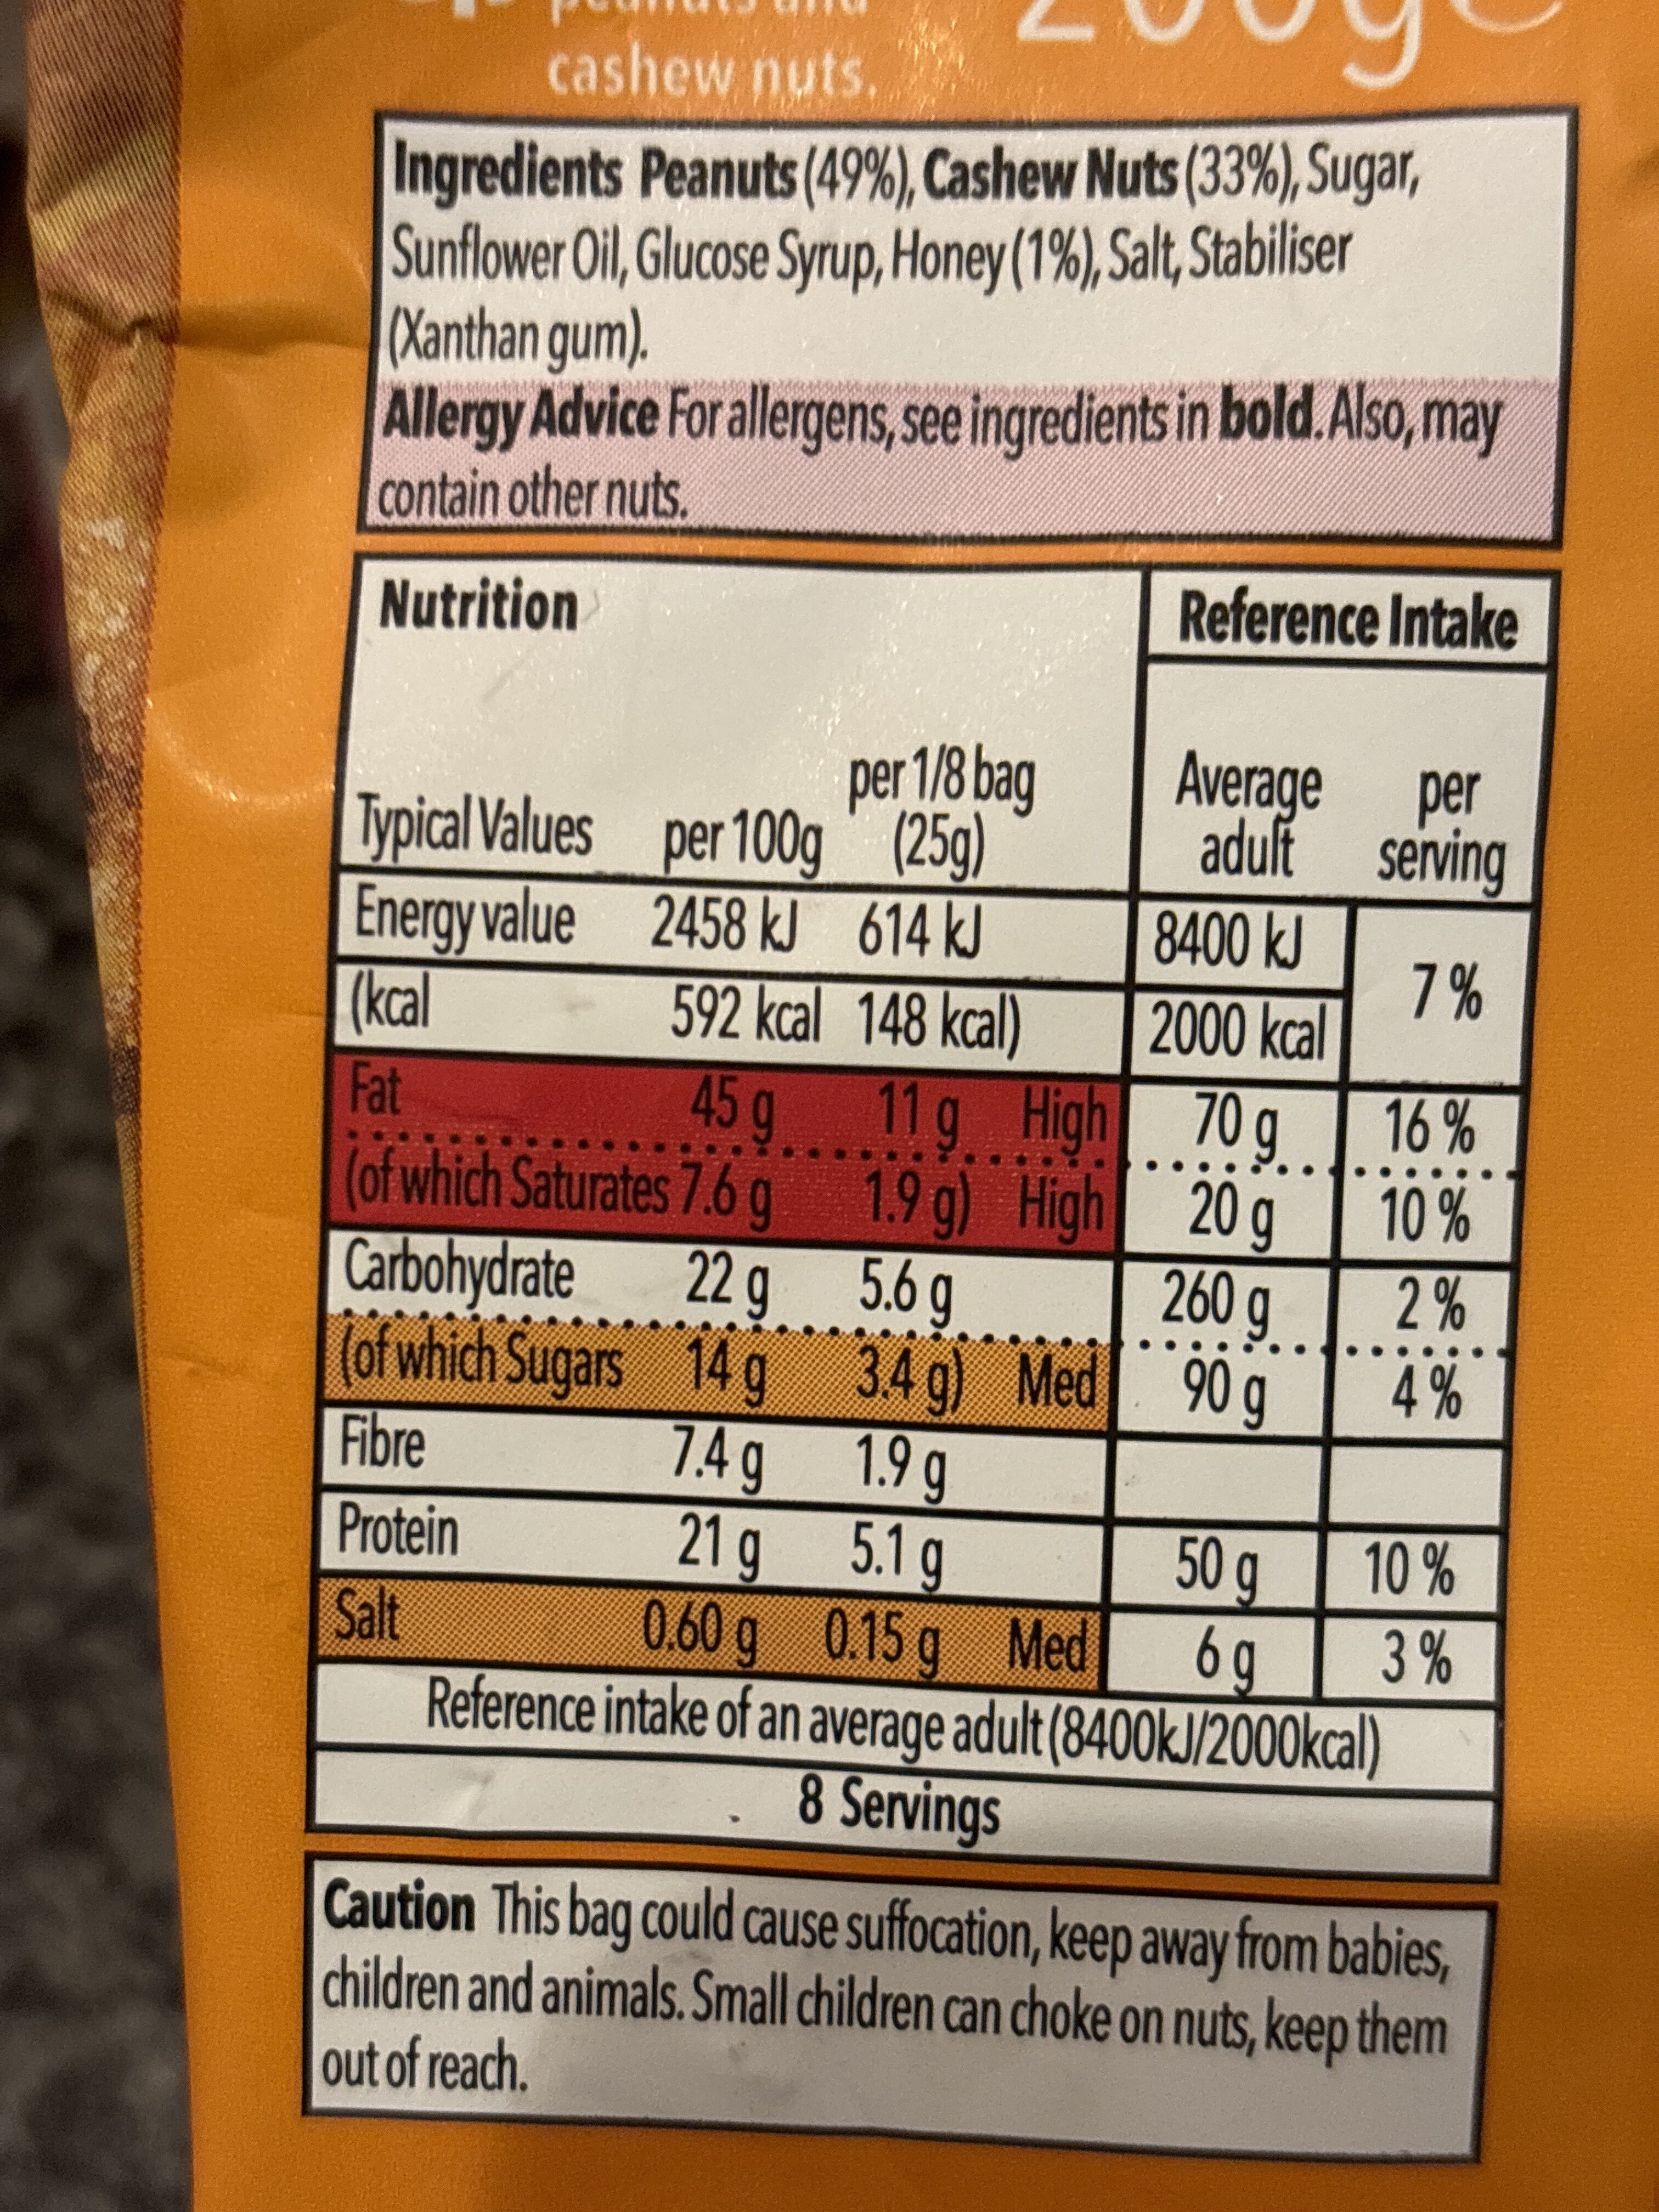 peanuts and 200g℮
cashew nuts.
Ingredients Peanuts (49%), Cashew Nuts (33%), Sugar,
Sunflower Oil, Glucose Syrup, Honey (1%), Salt, Stabiliser
(Xanthan gum).
Allergy Advice For allergens, see ingredients in bold. Also, may
contain other nuts.
Nutrition Reference Intake
Typical Values per 100g per 1/8 bag (25g) Average adult per serving
Energy value 2458 kJ 614 kJ 8400 kJ 7 %
(kcal 592 kcal 148 kcal) 2000 kcal
Fat 45 g 11 g High 70 g 16 %
(of which Saturates 7.6 g 1.9 g) High 20 g 10 %
Carbohydrate 22 g 5.6 g 260 g 2 %
(of which Sugars 14 g 3.4 g) Med 90 g 4 %
Fibre 7.4 g 1.9 g
Protein 21 g 5.1 g 50 g 10 %
Salt 0.60 g 0.15 g Med 6 g 3 %
Reference intake of an average adult (8400kJ/2000kcal)
8 Servings
Caution This bag could cause suffocation, keep away from babies,
children and animals. Small children can choke on nuts, keep them
out of reach.